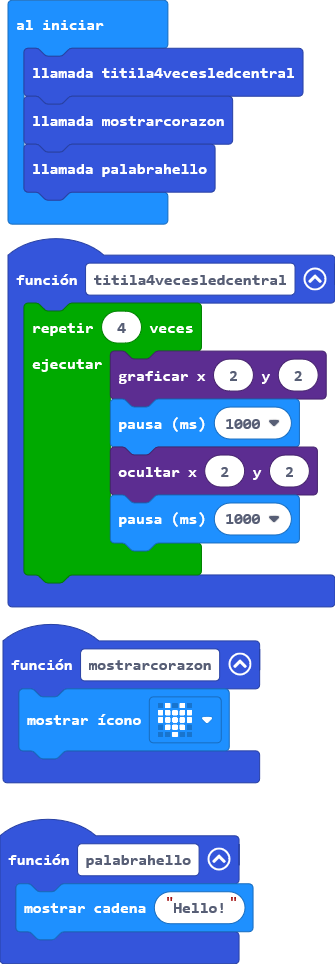 al iniciar
llamada titila4vecesledcentral
llamada mostrarcorazon
llamada palabrahello
función titila4vecesledcentral
repetir 4 veces
ejecutar
graficar x 2 y 2
pausa (ms) 1000
ocultar x 2 y 2
pausa (ms) 1000
función mostrarcorazon
mostrar ícono
función palabrahello
mostrar cadena "Hello!"